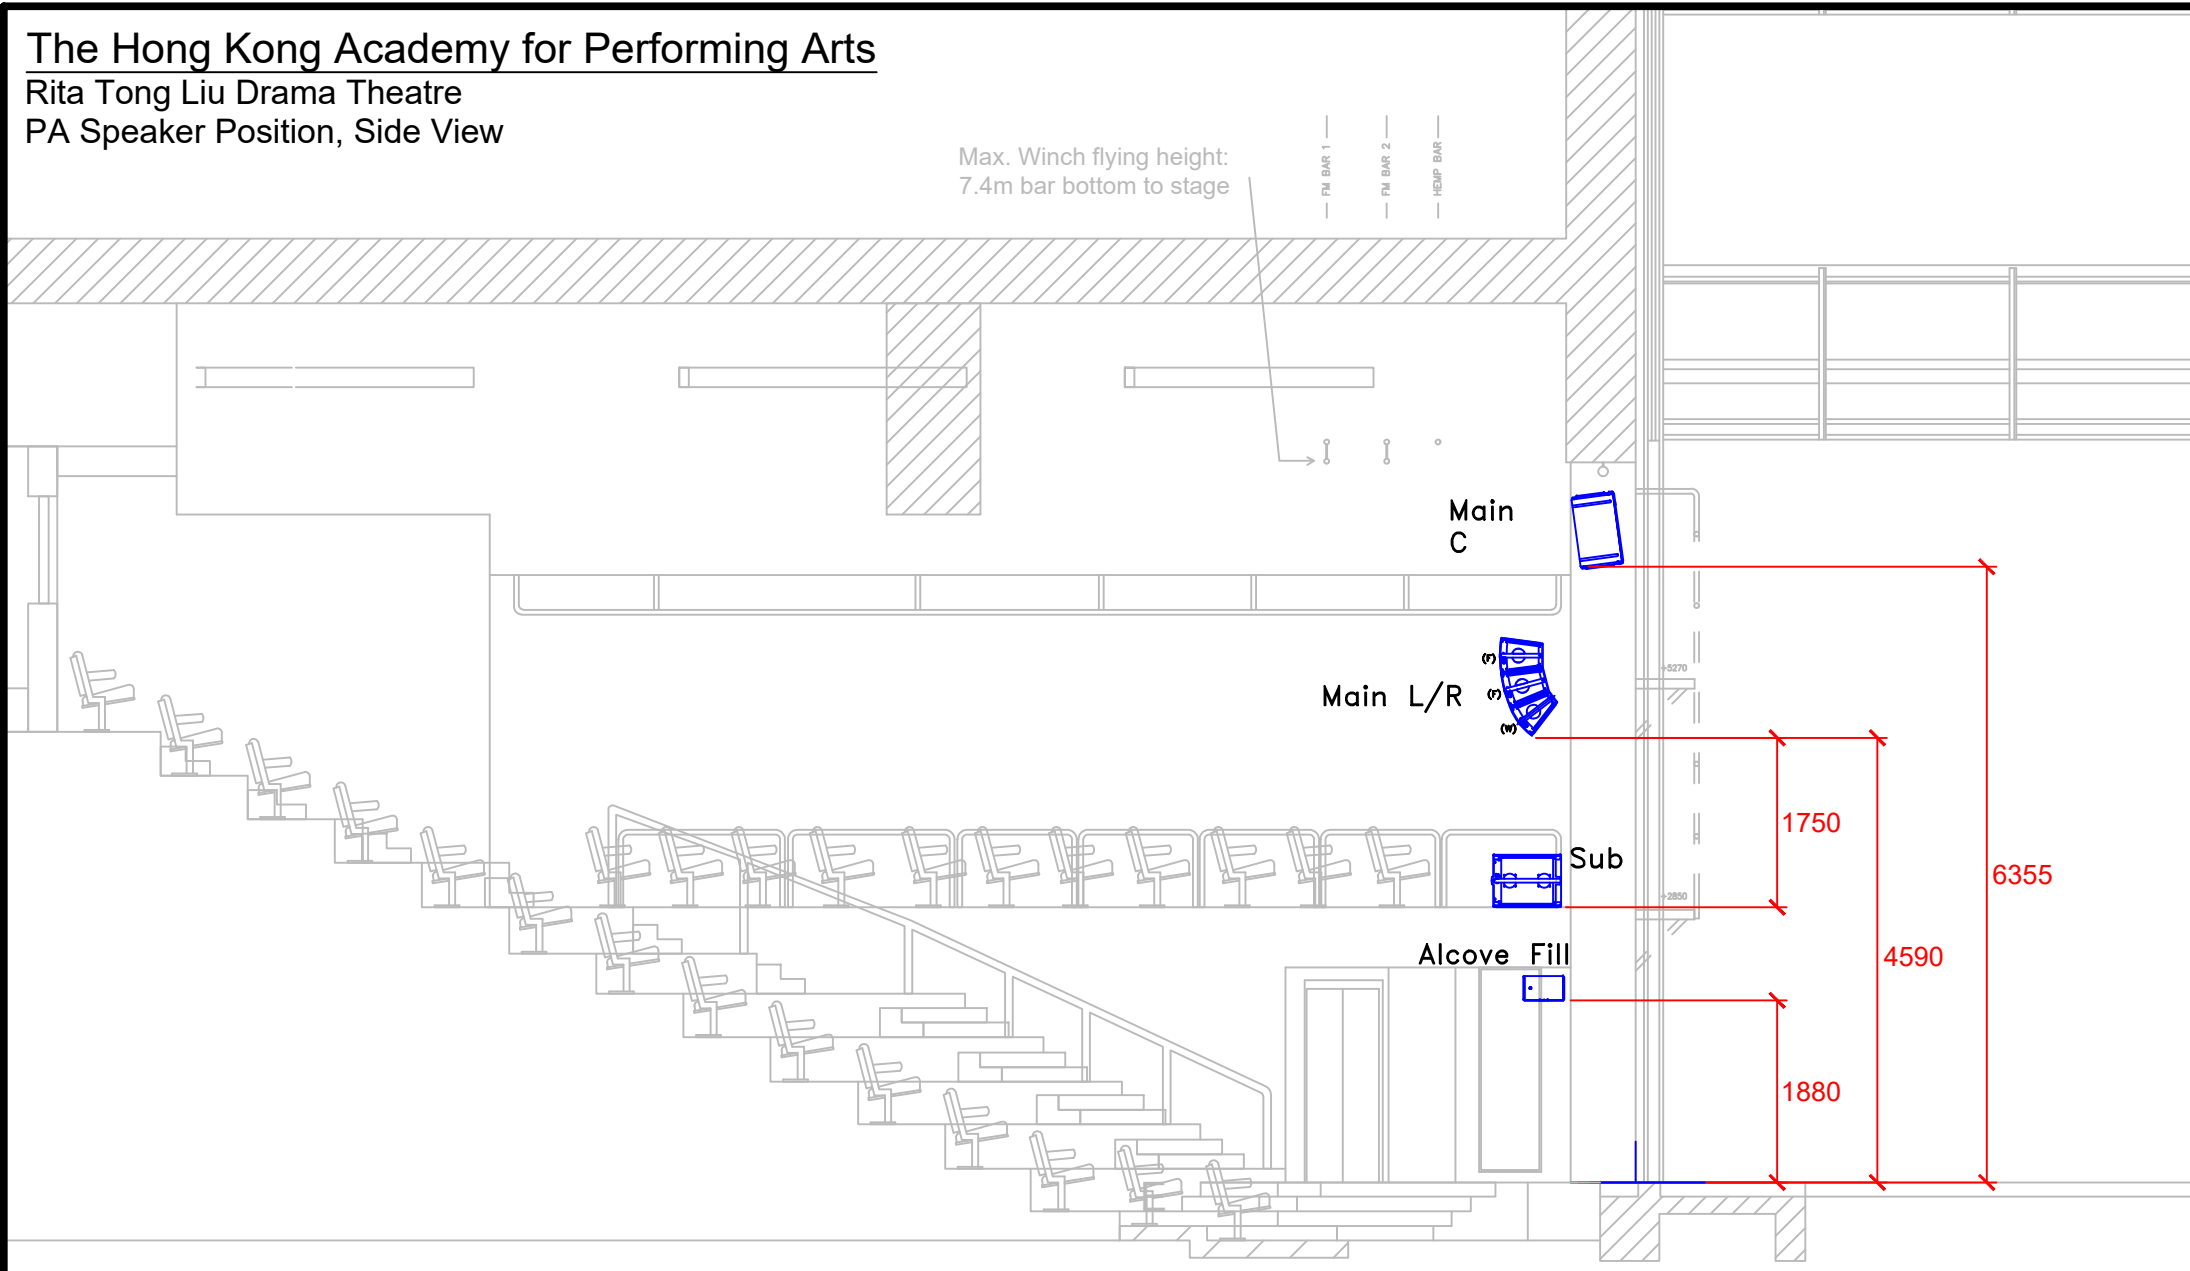 The Hong Kong Academy for Performing Arts
Rita Tong Liu Drama Theatre
PA Speaker Position, Side View
Max. Winch flying height:
7.4m bar bottom to stage
FM BAR 1
FM BAR 2
HEMP BAR
Main
C
(F)
Main L/R
(F)
(W)
+5270
1750
Sub
6355
+2850
Alcove Fill
4590
1880